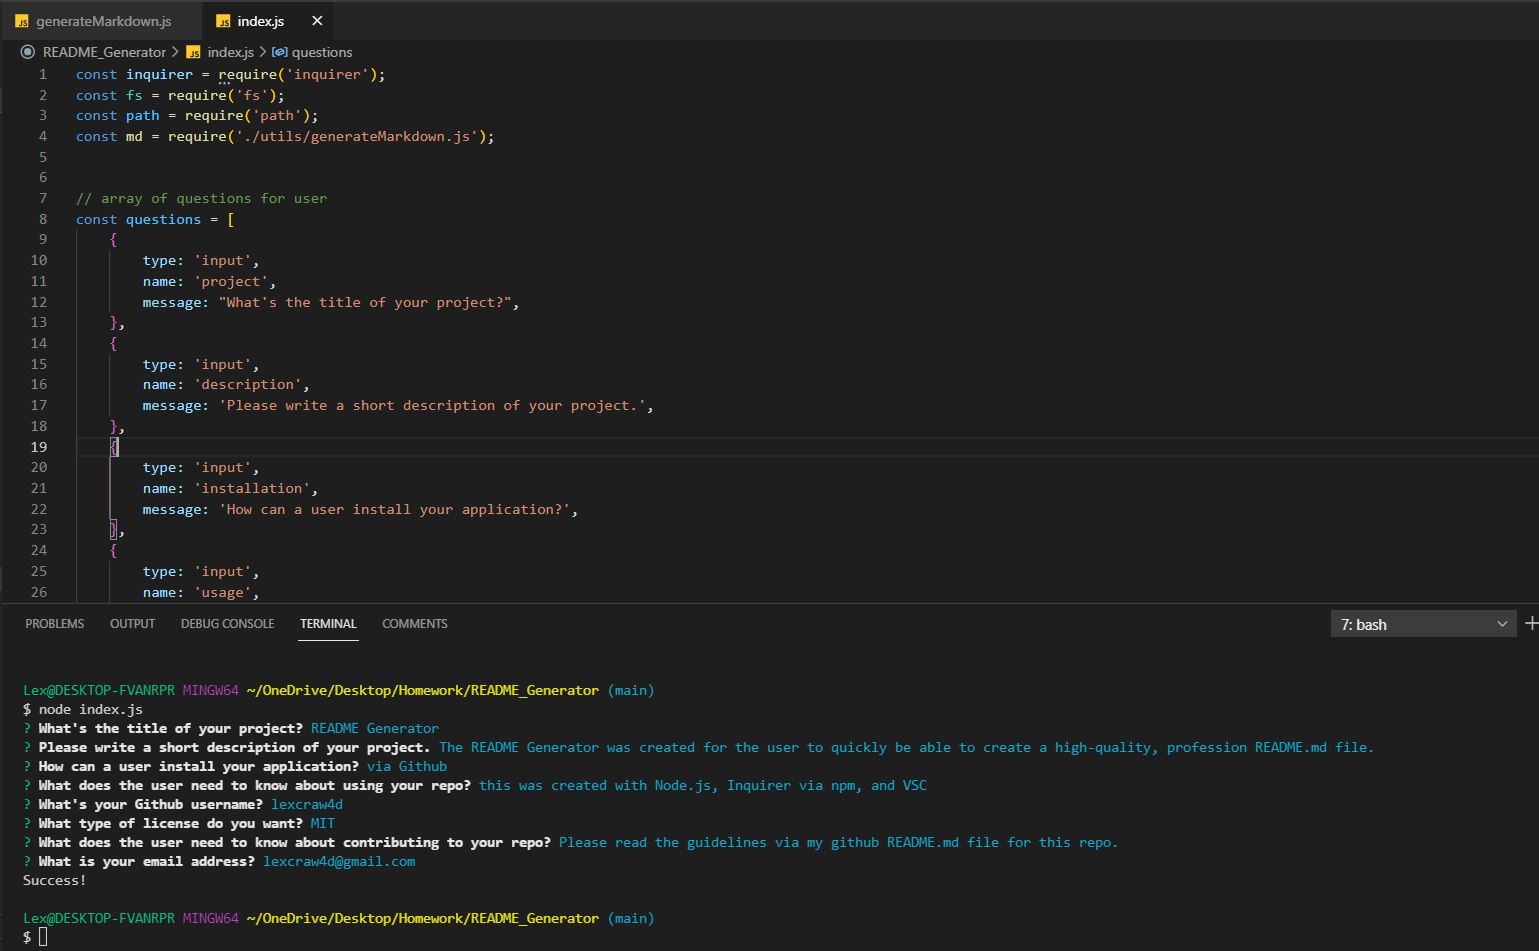 JS generateMarkdown.js JS index.js ×
README_Generator > JS index.js > questions
1 const inquirer = require('inquirer');
2 const fs = require('fs');
3 const path = require('path');
4 const md = require('./utils/generateMarkdown.js');
5
6
7 // array of questions for user
8 const questions = [
9 {
10 type: 'input',
11 name: 'project',
12 message: "What's the title of your project?",
13 },
14 {
15 type: 'input',
16 name: 'description',
17 message: 'Please write a short description of your project.',
18 },
19 {
20 type: 'input',
21 name: 'installation',
22 message: 'How can a user install your application?',
23 },
24 {
25 type: 'input',
26 name: 'usage',
PROBLEMS OUTPUT DEBUG CONSOLE TERMINAL COMMENTS 7: bash +
Lex@DESKTOP-FVANRPR MINGW64 ~/OneDrive/Desktop/Homework/README_Generator (main)
$ node index.js
? What's the title of your project? README Generator
? Please write a short description of your project. The README Generator was created for the user to quickly be able to create a high-quality, profession README.md file.
? How can a user install your application? via Github
? What does the user need to know about using your repo? this was created with Node.js, Inquirer via npm, and VSC
? What's your Github username? lexcraw4d
? What type of license do you want? MIT
? What does the user need to know about contributing to your repo? Please read the guidelines via my github README.md file for this repo.
? What is your email address? lexcraw4d@gmail.com
Success!
Lex@DESKTOP-FVANRPR MINGW64 ~/OneDrive/Desktop/Homework/README_Generator (main)
$